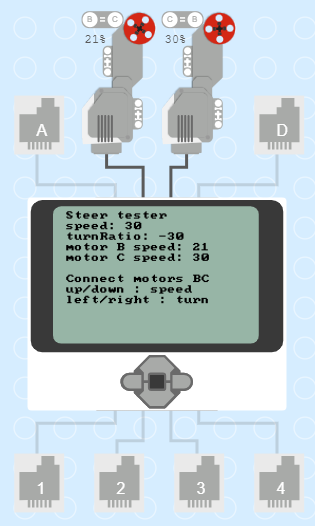 B = C
C = B
21%
30%
A
D
Steer tester
speed: 30
turnRatio: -30
motor B speed: 21
motor C speed: 30
Connect motors BC
up/down : speed
left/right : turn
1
2
3
4